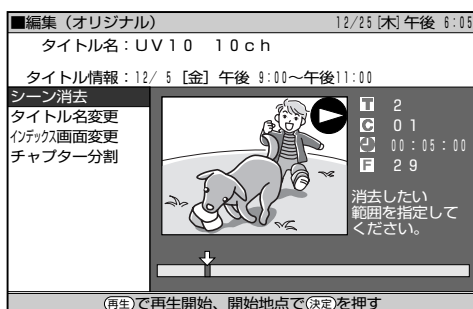 ■編集（オリジナル） 12/25[木]午後 6:05
タイトル名：UV10 10ch
タイトル情報：12/ 5 [金] 午後 9:00～午後11:00
シーン消去
タイトル名変更
インデックス画面変更
チャプター分割
T 2
C 01
00:05:00
F 29
消去したい
範囲を指定して
ください。
再生で再生開始、開始地点で決定を押す